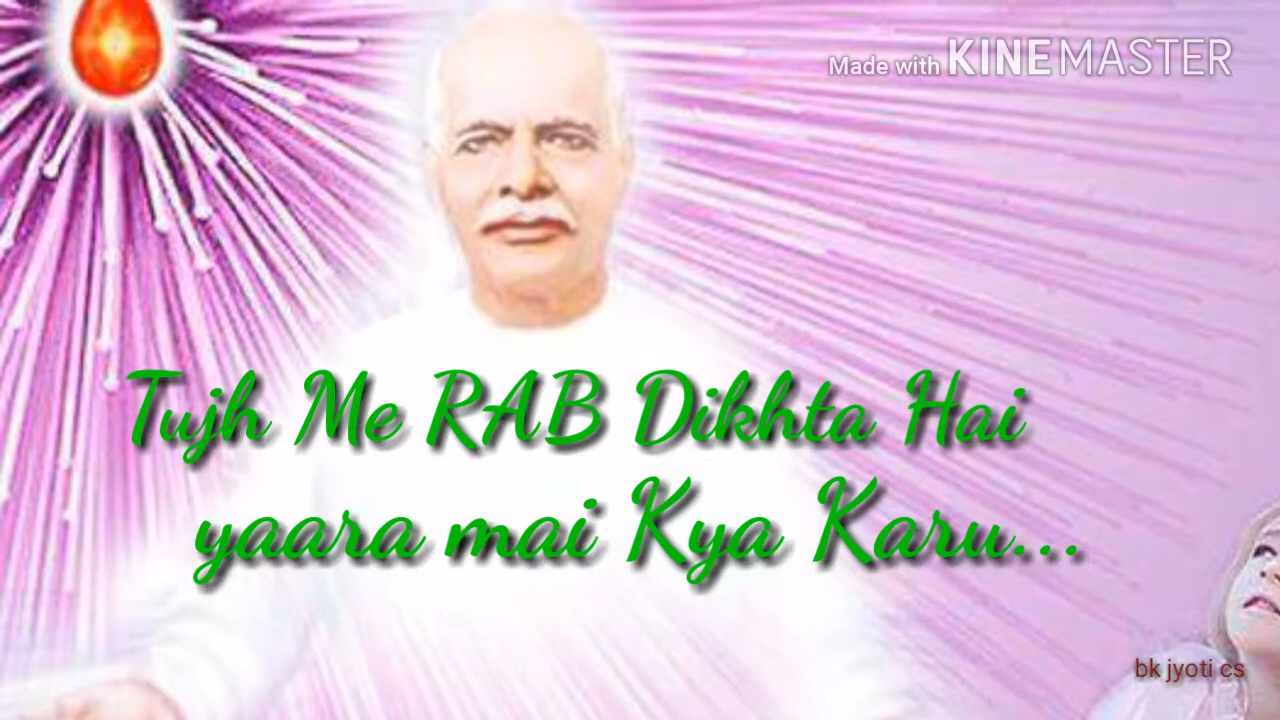 Made with KINEMASTER
Tujh Me RAB Dikhta Hai
yaara mai Kya Karu...
bk jyoti cs